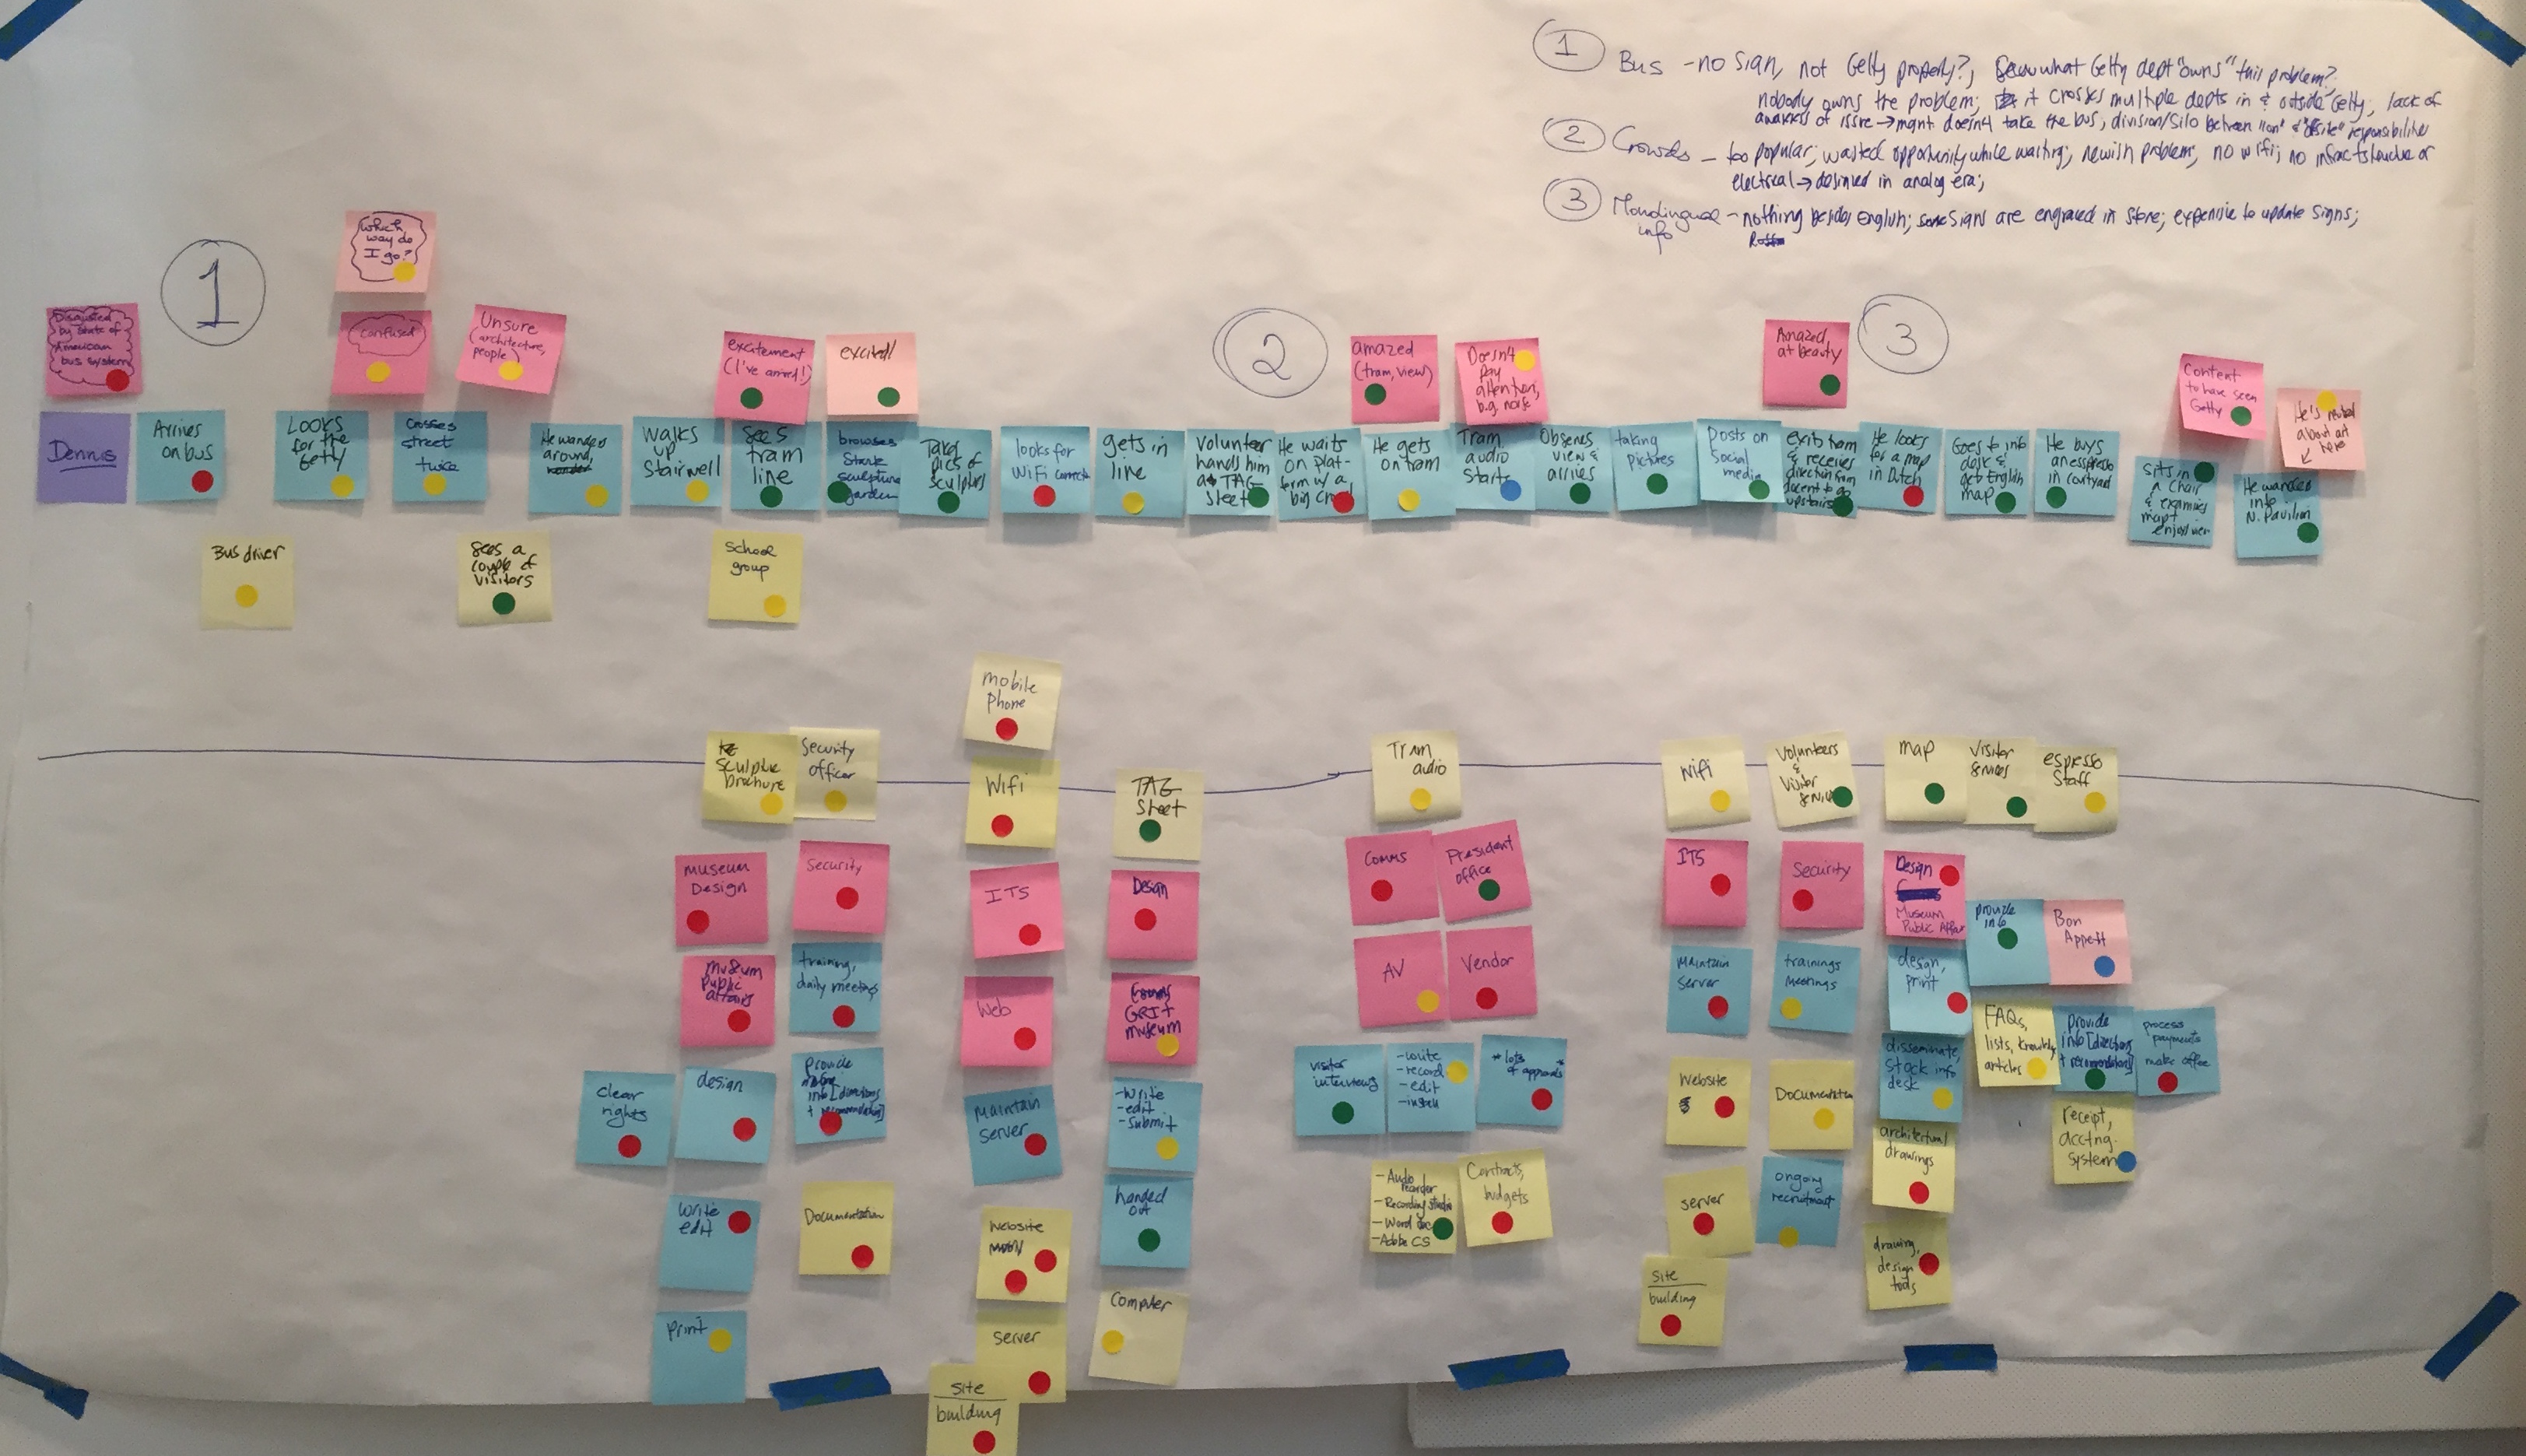 1
Bus - no sign, not Getty property?, what Getty dept "owns" this problem?,
nobody owns the problem; it crosses multiple depts in & outside Getty; lack of
of issue → mgmt. doesn't take the bus; division/silo between "on" & "offsite" responsibilities
2
Crowds - too popular; wasted opportunity while waiting; newish problem; no wifi; no or
electrical → designed in analog era;
3
- nothing besides English; some signs are engraved in stone; expensive to update signs;
info
1
Which
way do
I go?
Disgusted
by state of
American
bus system
confused
Unsure
(architecture,
people)
excitement
(I've arrived!)
excited!
2
amazed
(tram, view)
Doesn't
pay
attention,
b.g. noise
Amazed
at beauty
3
Content
to have seen
Getty
He's neutral
about art
here
Dennis
Arrives
on bus
Looks
for the
Getty
Crosses
street
twice
He wanders
around,
walks
up
stairwell
sees
tram
line
browses
Stark
sculpture
garden
Takes
pics of
sculptures
looks for
WiFi
gets in
line
Volunteer
hands him
a TAG
sheet
He waits
on plat-
form w/ a
big
He gets
on tram
Tram
audio
starts
Observes
view &
arrives
taking
pictures
posts on
social
media
exits tram
& receives
direction from
docent to go
upstairs
He looks
for a map
in Dutch
Goes to info
desk &
gets English
map
He buys
an espresso
in courtyard
sits in
a chair
& examines
map +
enjoys view
He wanders
into
N. Pavilion
Bus driver
Sees a
couple of
visitors
School
group
mobile
phone
sculpture
brochure
Security
officer
Wifi
TAG
Sheet
Tram
audio
wifi
Volunteers
&
Visitor
Services
map
Visitor
Services
espresso
Staff
museum
Design
Security
ITS
Design
Comms
President
office
ITS
Security
Design
Museum
Public Affair
provide
info
Bon
Appetit
museum
public
affairs
training,
daily meetings
Web
GRI +
museum
AV
Vendor
Maintain
server
trainings
meetings
design,
print
FAQs,
lists, knowledge
articles
provide
info [directions
+ recommendations]
process
payments
make coffee
clear
rights
design
provide
info [directions
+ recommendations]
Maintain
server
-write
-edit
-submit
visitor
interviews
-write
-record
-edit
-install
* lots *
of approvals
Website
Documentation
disseminate,
stock info
desk
receipt,
acctng.
system
write
edit
Documentation
Website
handed
out
- Audio
recorder
- Recording studio
- Word doc
- Adobe CS
Contracts,
budgets
server
ongoing
recruitment
architectural
drawings
print
server
Computer
site
building
drawing,
design
tools
site
building